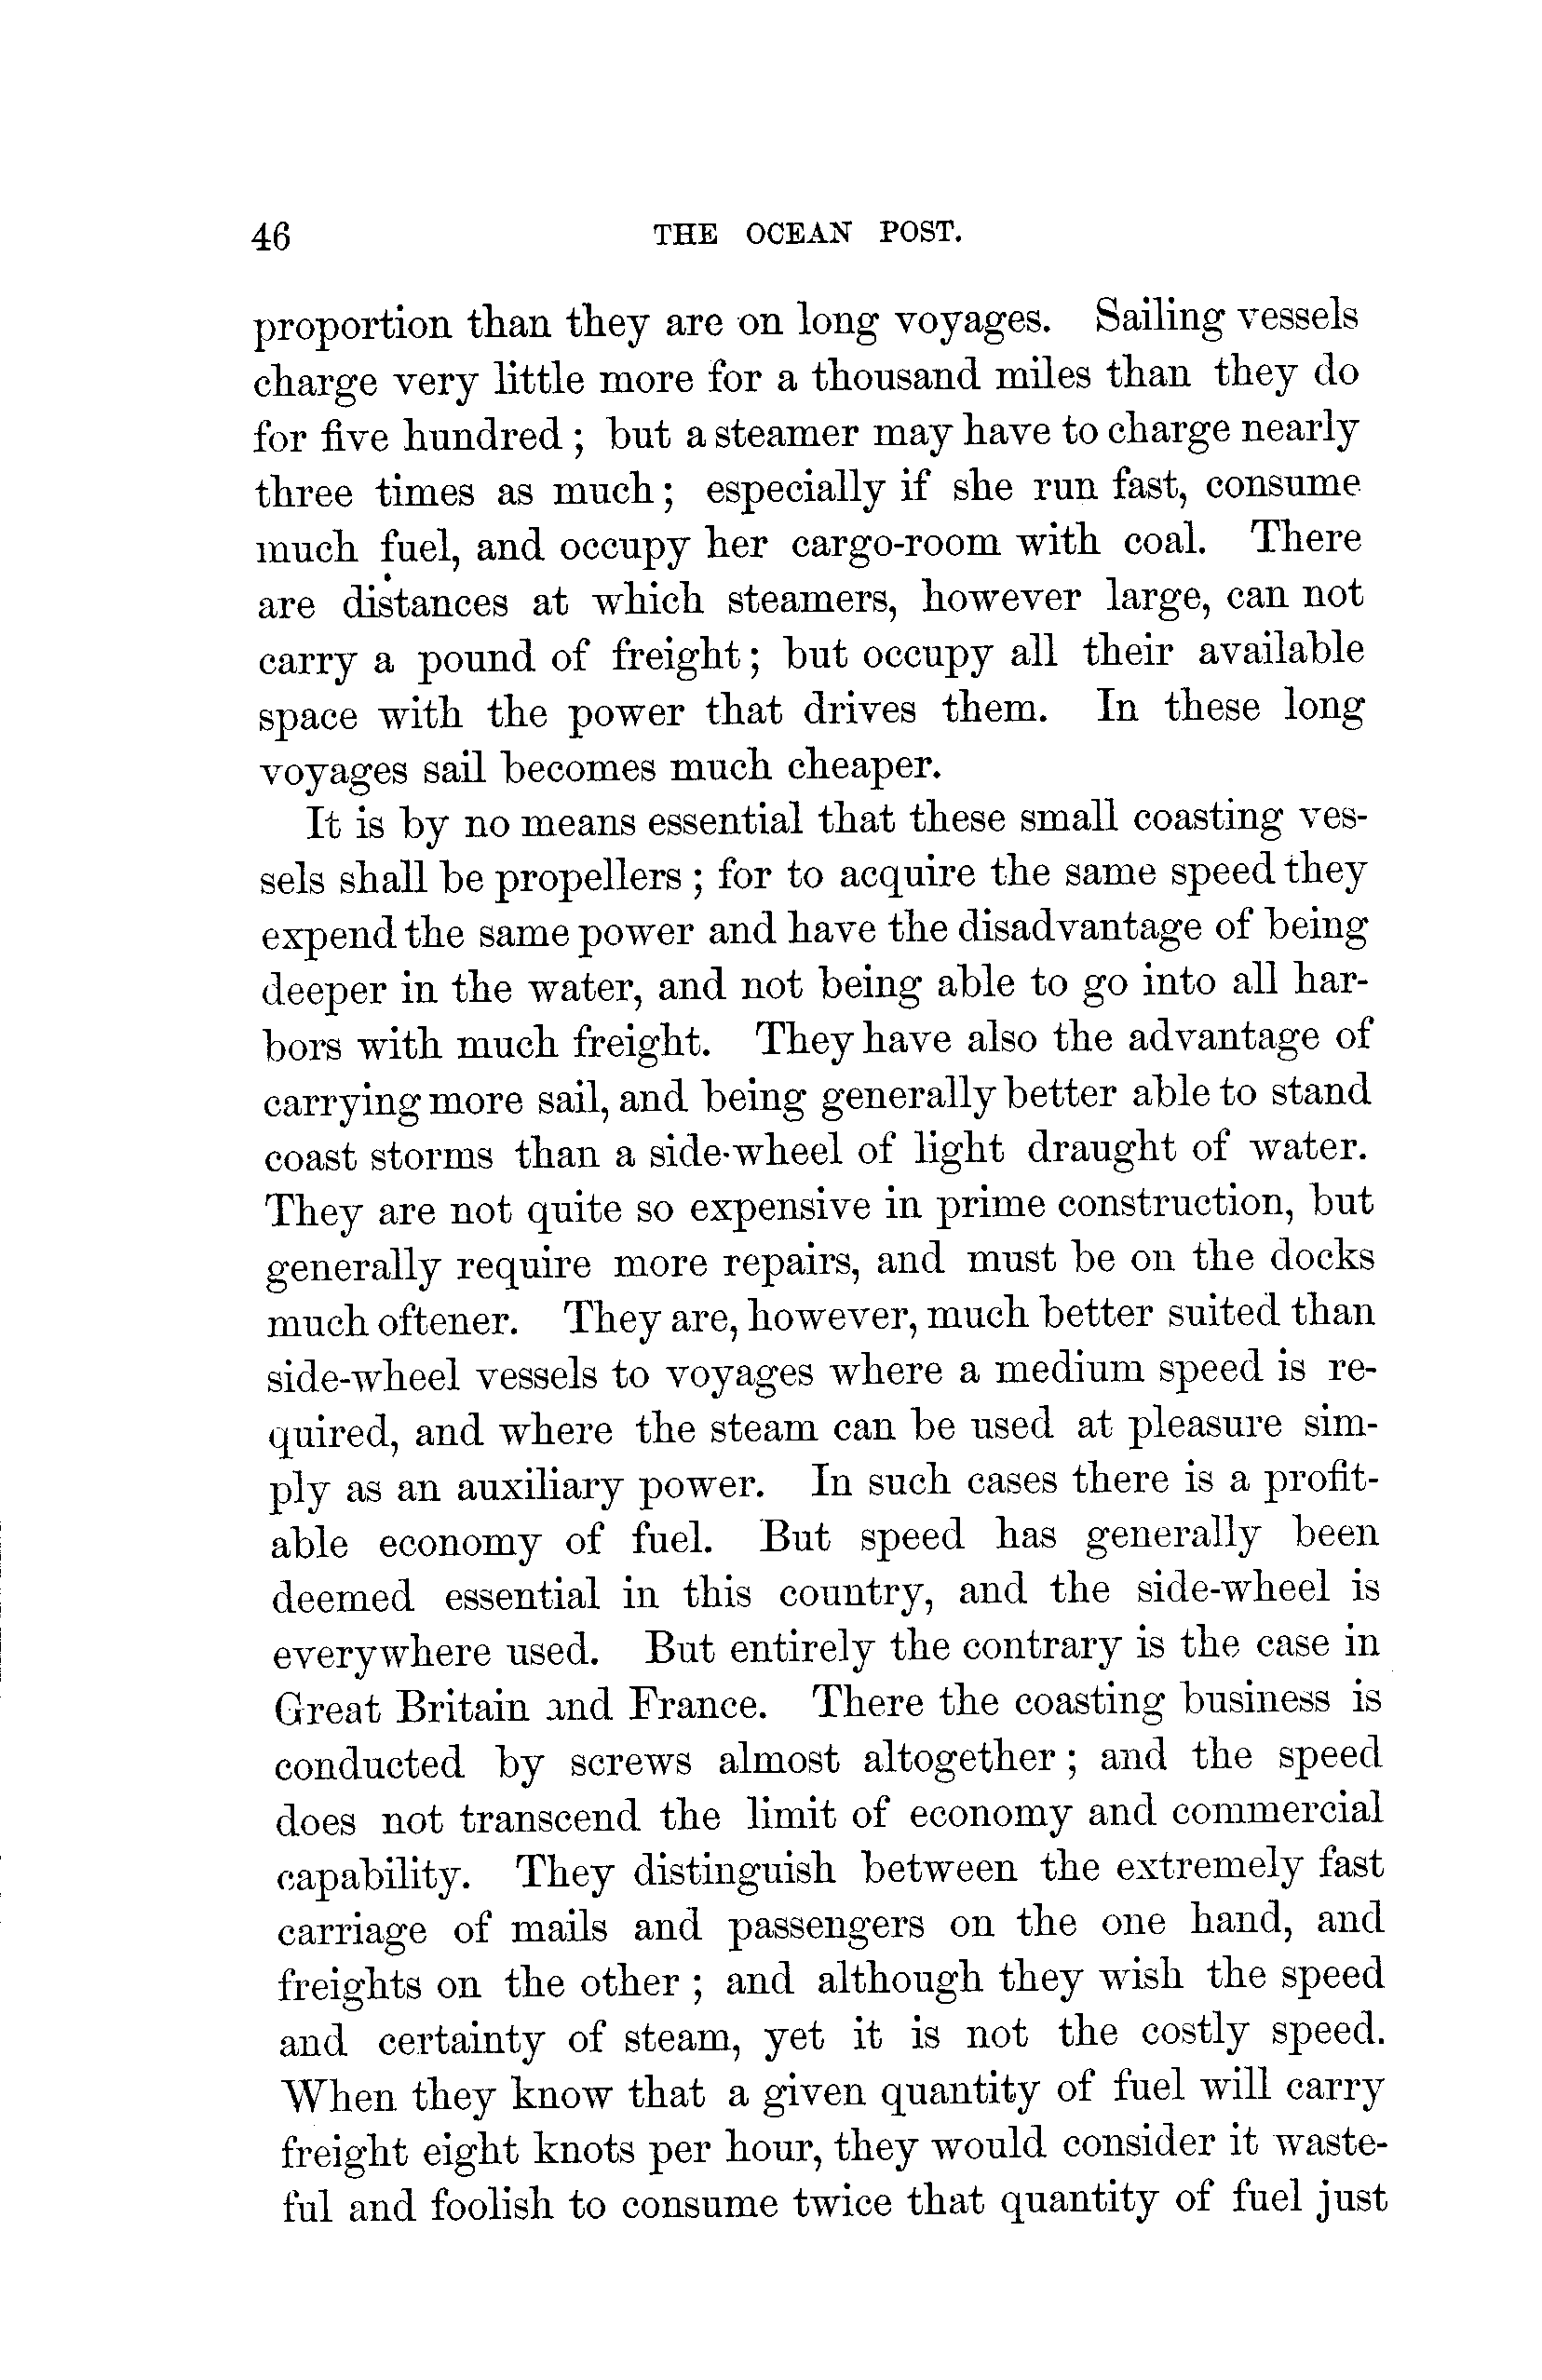 46 THE OCEAN POST.
proportion than they are on long voyages. Sailing vessels
charge very little more for a thousand miles than they do
for five hundred ; but a steamer may have to charge nearly
three times as much ; especially if she run fast, consume
much fuel, and occupy her cargo-room with coal. There
are distances at which steamers, however large, can not
carry a pound of freight ; but occupy all their available
space with the power that drives them. In these long
voyages sail becomes much cheaper.
It is by no means essential that these small coasting ves-
sels shall be propellers ; for to acquire the same speed they
expend the same power and have the disadvantage of being
deeper in the water, and not being able to go into all har-
bors with much freight. They have also the advantage of
carrying more sail, and being generally better able to stand
coast storms than a side-wheel of light draught of water.
They are not quite so expensive in prime construction, but
generally require more repairs, and must be on the docks
much oftener. They are, however, much better suited than
side-wheel vessels to voyages where a medium speed is re-
quired, and where the steam can be used at pleasure sim-
ply as an auxiliary power. In such cases there is a profit-
able economy of fuel. But speed has generally been
deemed essential in this country, and the side-wheel is
everywhere used. But entirely the contrary is the case in
Great Britain and France. There the coasting business is
conducted by screws almost altogether ; and the speed
does not transcend the limit of economy and commercial
capability. They distinguish between the extremely fast
carriage of mails and passengers on the one hand, and
freights on the other ; and although they wish the speed
and certainty of steam, yet it is not the costly speed.
When they know that a given quantity of fuel will carry
freight eight knots per hour, they would consider it waste-
ful and foolish to consume twice that quantity of fuel just